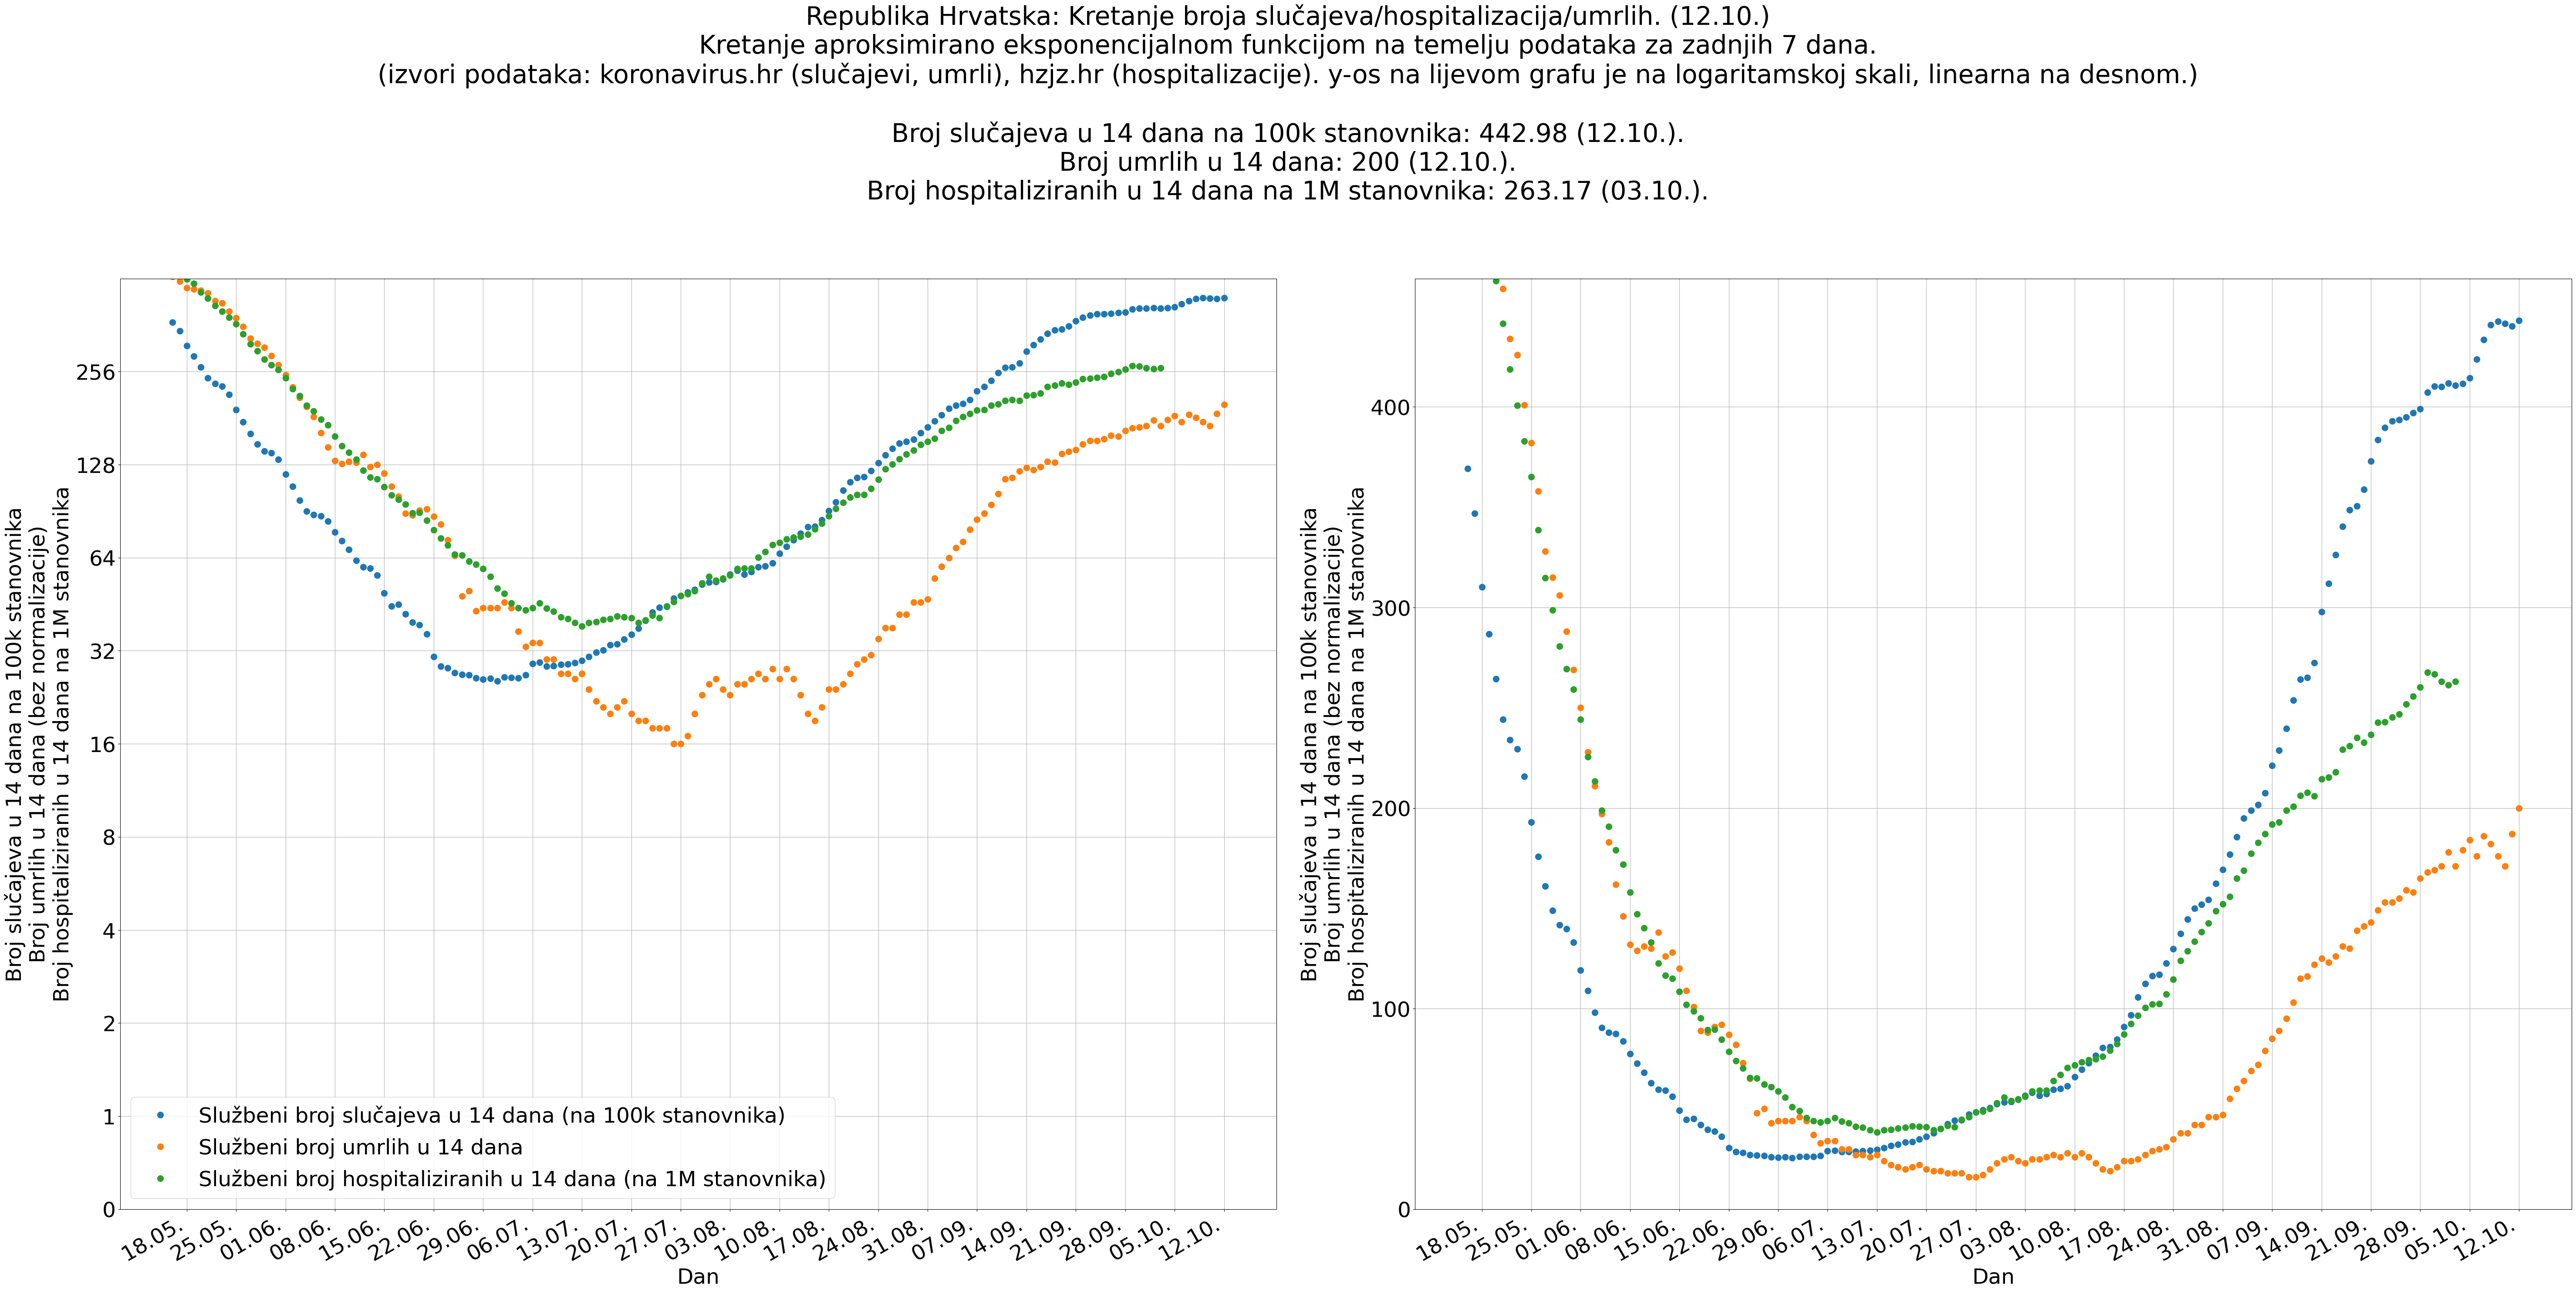 Republika Hrvatska: Kretanje broja slučajeva/hospitalizacija/umrlih. (12.10.)
Kretanje aproksimirano eksponencijalnom funkcijom na temelju podataka za zadnjih 7 dana.
(izvori podataka: koronavirus.hr (slučajevi, umrli), hzjz.hr (hospitalizacije). y-os na lijevom grafu je na logaritamskoj skali, linearna na desnom.)
Broj slučajeva u 14 dana na 100k stanovnika: 442.98 (12.10.).
Broj umrlih u 14 dana: 200 (12.10.).
Broj hospitaliziranih u 14 dana na 1M stanovnika: 263.17 (03.10.).
Broj slučajeva u 14 dana na 100k stanovnika
Broj umrlih u 14 dana (bez normalizacije)
Broj hospitaliziranih u 14 dana na 1M stanovnika
256
128
64
32
16
8
4
2
1
0
Službeni broj slučajeva u 14 dana (na 100k stanovnika)
Službeni broj umrlih u 14 dana
Službeni broj hospitaliziranih u 14 dana (na 1M stanovnika)
18.05. 25.05. 01.06. 08.06. 15.06. 22.06. 29.06. 06.07. 13.07. 20.07. 27.07. 03.08. 10.08. 17.08. 24.08. 31.08. 07.09. 14.09. 21.09. 28.09. 05.10. 12.10.
Dan
Broj slučajeva u 14 dana na 100k stanovnika
Broj umrlih u 14 dana (bez normalizacije)
Broj hospitaliziranih u 14 dana na 1M stanovnika
400
300
200
100
0
18.05. 25.05. 01.06. 08.06. 15.06. 22.06. 29.06. 06.07. 13.07. 20.07. 27.07. 03.08. 10.08. 17.08. 24.08. 31.08. 07.09. 14.09. 21.09. 28.09. 05.10. 12.10.
Dan